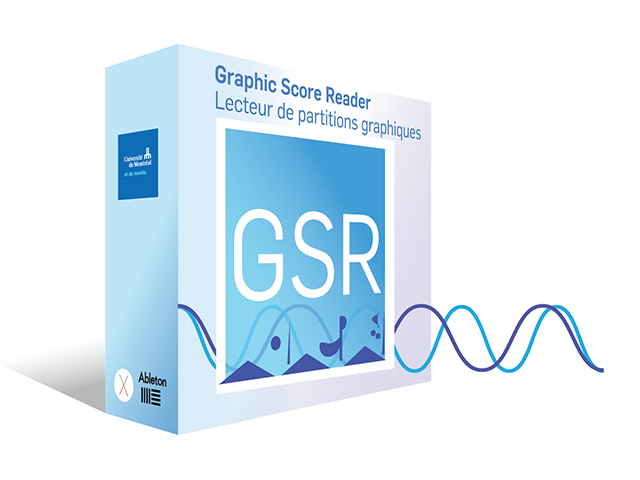 Graphic Score Reader
Lecteur de partitions graphiques
GSR
Université
de Montréal
et du monde.
Ableton